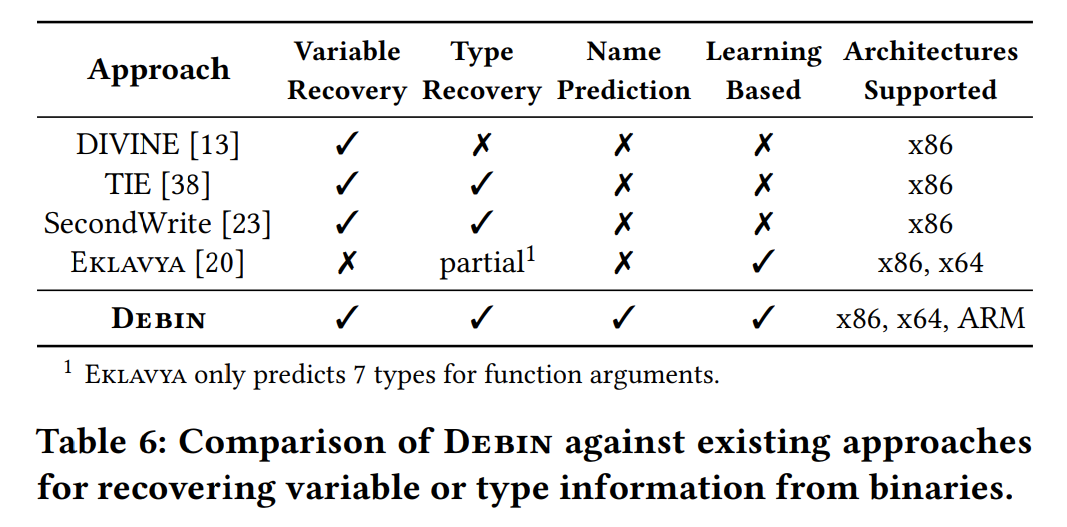 Approach Variable Type Name Learning Architectures
Recovery Recovery Prediction Based Supported
DIVINE [13] ✓ ✗ ✗ ✗ x86
TIE [38] ✓ ✓ ✗ ✗ x86
SecondWrite [23] ✓ ✓ ✗ ✗ x86
EKLAVYA [20] ✗ partial¹ ✗ ✓ x86, x64
DEBIN ✓ ✓ ✓ ✓ x86, x64, ARM
¹ EKLAVYA only predicts 7 types for function arguments.
Table 6: Comparison of DEBIN against existing approaches
for recovering variable or type information from binaries.